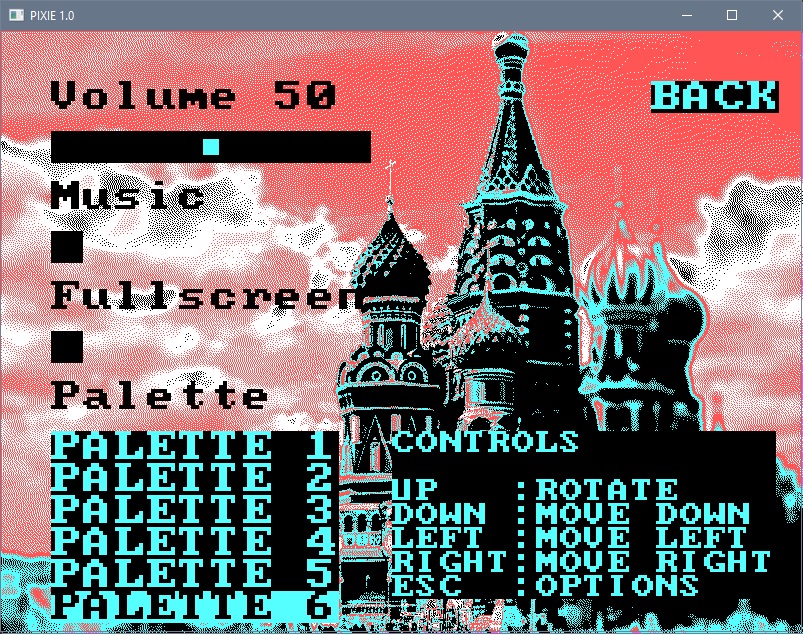 PIXIE 1.0
Volume 50
BACK
Music
Fullscreen
Palette
PALETTE 1
PALETTE 2
PALETTE 3
PALETTE 4
PALETTE 5
PALETTE 6
CONTROLS
UP :ROTATE
DOWN :MOVE DOWN
LEFT :MOVE LEFT
RIGHT:MOVE RIGHT
ESC :OPTIONS